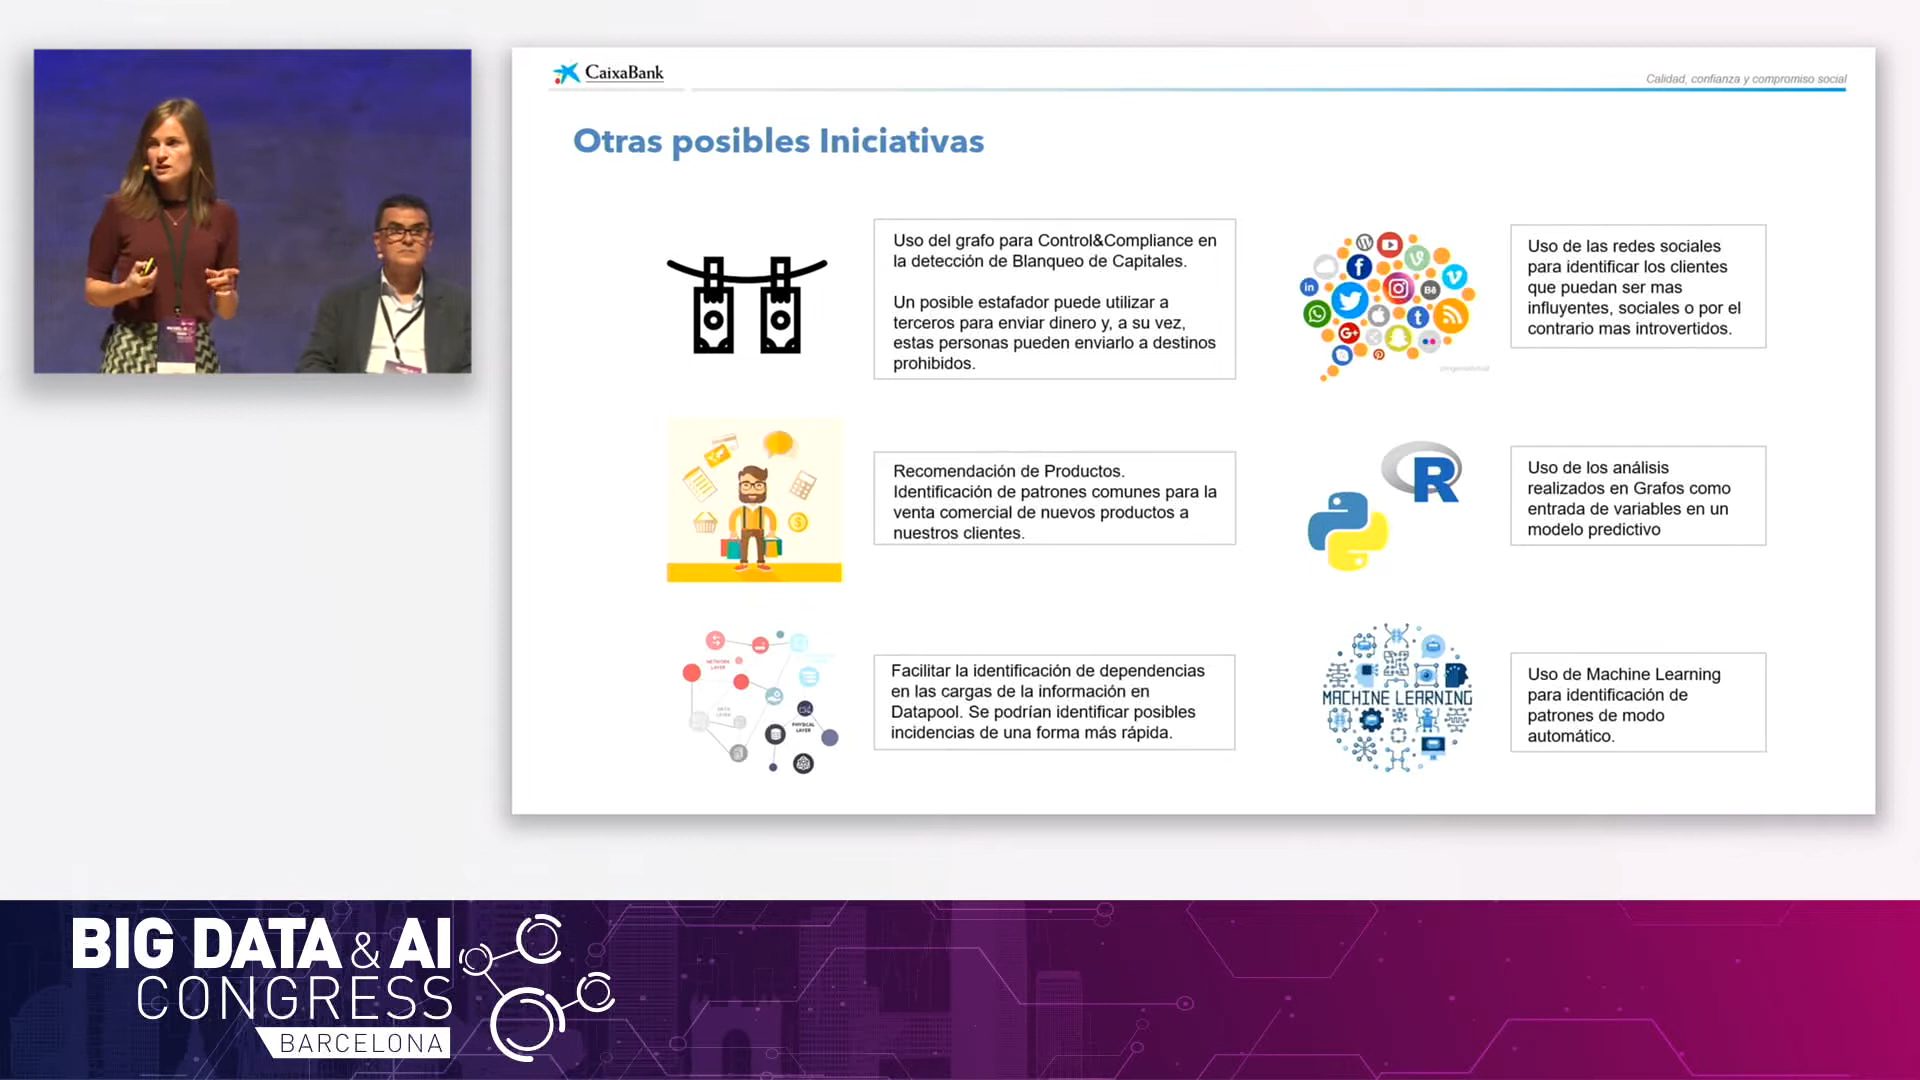 CaixaBank
Calidad, confianza y compromiso social
Otras posibles Iniciativas
Uso del grafo para Control&Compliance en
la detección de Blanqueo de Capitales.
Un posible estafador puede utilizar a
terceros para enviar dinero y, a su vez,
estas personas pueden enviarlo a destinos
prohibidos.
Uso de las redes sociales
para identificar los clientes
que puedan ser mas
influyentes, sociales o por el
contrario mas introvertidos.
Recomendación de Productos.
Identificación de patrones comunes para la
venta comercial de nuevos productos a
nuestros clientes.
R
Uso de los análisis
realizados en Grafos como
entrada de variables en un
modelo predictivo
NETWORK
LAYER
DATA
LAYER
PHYSICAL
LAYER
Facilitar la identificación de dependencias
en las cargas de la información en
Datapool. Se podrían identificar posibles
incidencias de una forma más rápida.
MACHINE LEARNING
Uso de Machine Learning
para identificación de
patrones de modo
automático.
BIG DATA & AI
CONGRESS
BARCELONA